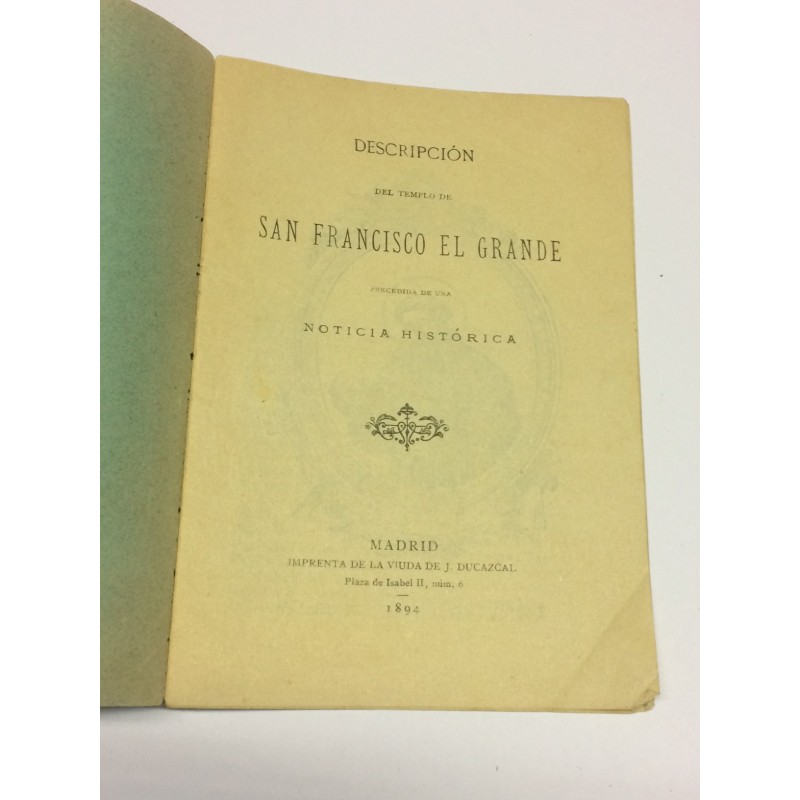 DESCRIPCIÓN
DEL TEMPLO DE
SAN FRANCISCO EL GRANDE
PRECEDIDA DE UNA
NOTICIA HISTÓRICA
MADRID
IMPRENTA DE LA VIUDA DE J. DUCAZCAL
Plaza de Isabel II, núm. 6
1894